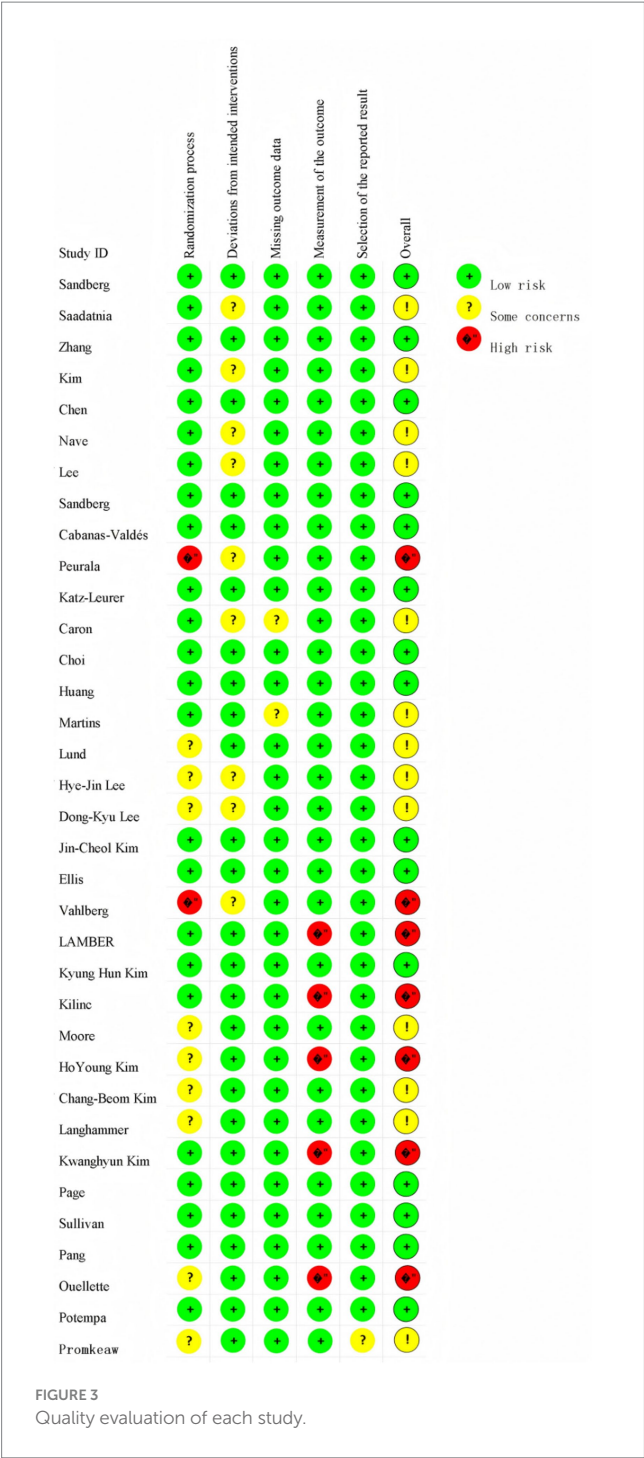 Study ID
Randomization process
Deviations from intended interventions
Missing outcome data
Measurement of the outcome
Selection of the reported result
Overall
Sandberg + + + + + +
Saadatnia + ? + + + !
Zhang + + + + + +
Kim + ? + + + !
Chen + + + + + +
Nave + ? + + + !
Lee + ? + + + !
Sandberg + + + + + +
Cabanas-Valdés + + + + + +
Peurala � ? + + + �
Katz-Leurer + + + + + +
Caron + ? ? + + !
Choi + + + + + +
Huang + + + + + +
Martins + + ? + + !
Lund ? + + + + !
Hye-Jin Lee ? ? + + + !
Dong-Kyu Lee ? ? + + + !
Jin-Cheol Kim + + + + + +
Ellis + + + + + +
Vahlberg � ? + + + �
LAMBER + + + � + �
Kyung Hun Kim + + + + + +
Kilinc + + + � + �
Moore ? + + + + !
HoYoung Kim ? + + � + �
Chang-Beom Kim ? + + + + !
Langhammer ? + + + + !
Kwanghyun Kim + + + � + �
Page + + + + + +
Sullivan + + + + + +
Pang + + + + + +
Ouellette ? + + � + �
Potempa + + + + + +
Promkeaw ? + + + ? !
+ Low risk
? Some concerns
� High risk
FIGURE 3
Quality evaluation of each study.